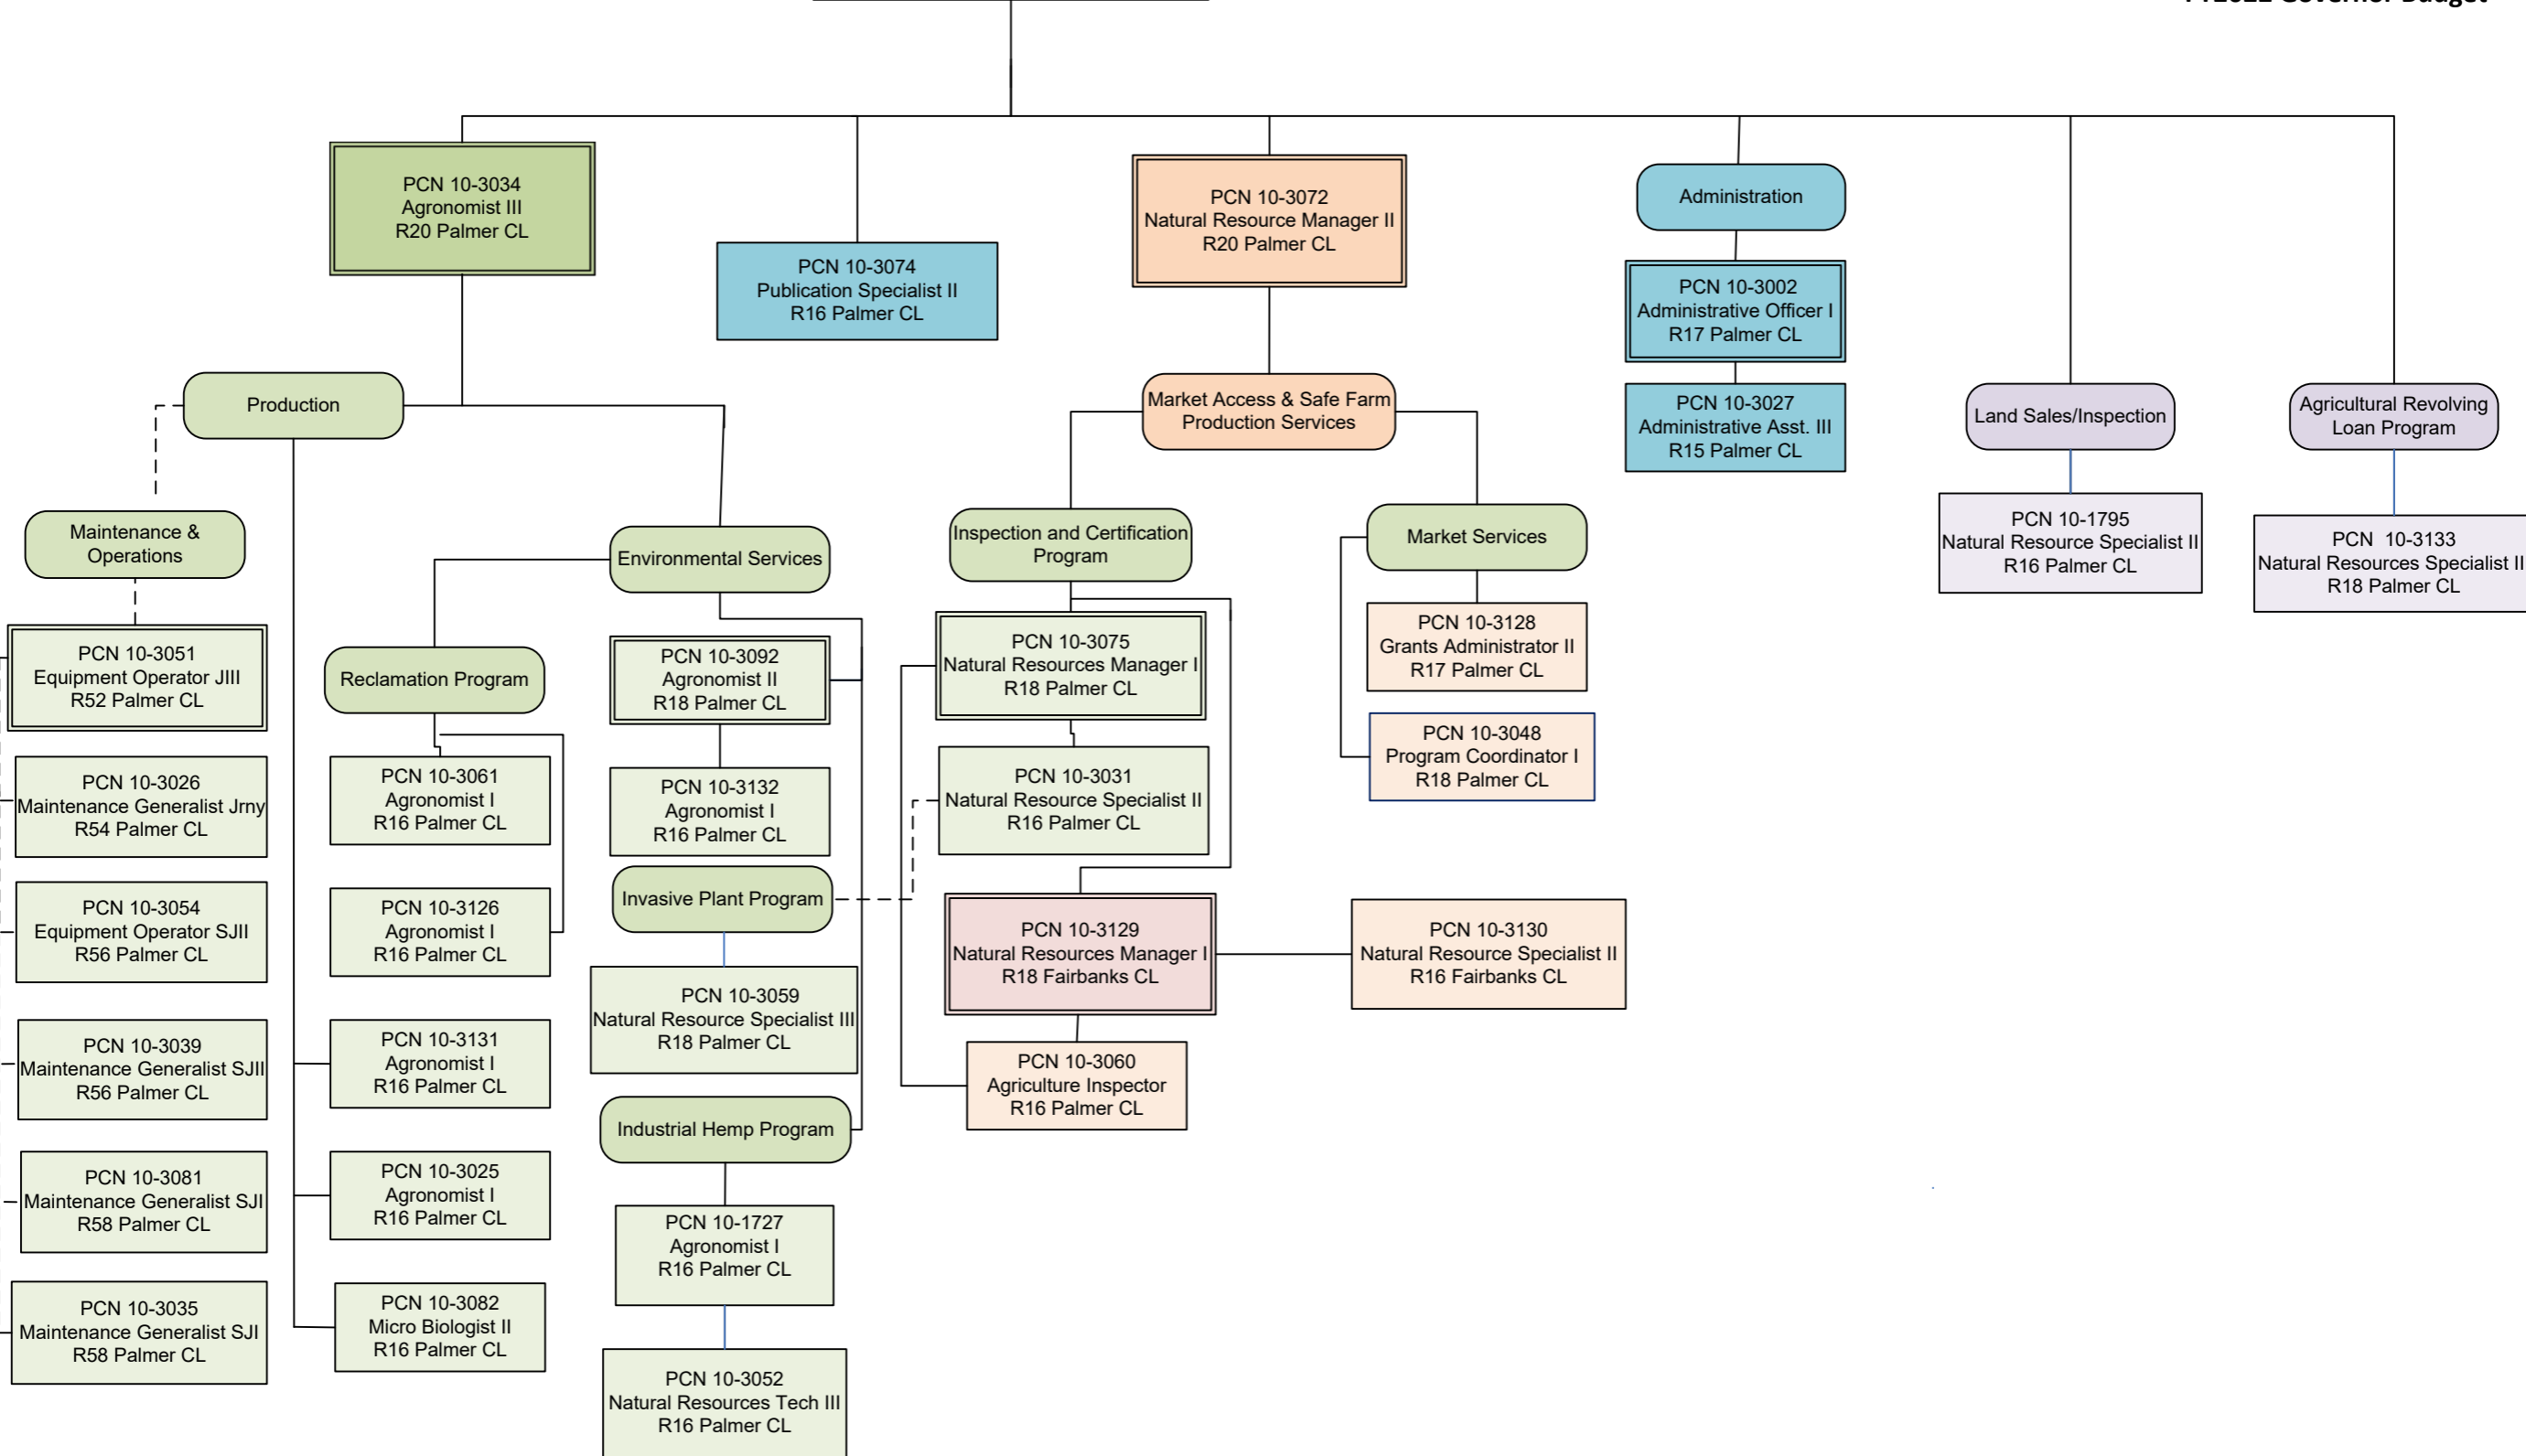 FY2022 Governor Budget
PCN 10-3034
Agronomist III
R20 Palmer CL
PCN 10-3074
Publication Specialist II
R16 Palmer CL
PCN 10-3072
Natural Resource Manager II
R20 Palmer CL
Administration
PCN 10-3002
Administrative Officer I
R17 Palmer CL
PCN 10-3027
Administrative Asst. III
R15 Palmer CL
Production
Market Access & Safe Farm
Production Services
Land Sales/Inspection
Agricultural Revolving
Loan Program
PCN 10-1795
Natural Resource Specialist II
R16 Palmer CL
PCN  10-3133
Natural Resources Specialist II
R18 Palmer CL
Maintenance &
Operations
Environmental Services
Inspection and Certification
Program
Market Services
PCN 10-3051
Equipment Operator JIII
R52 Palmer CL
Reclamation Program
PCN 10-3092
Agronomist II
R18 Palmer CL
PCN 10-3075
Natural Resources Manager I
R18 Palmer CL
PCN 10-3128
Grants Administrator II
R17 Palmer CL
PCN 10-3048
Program Coordinator I
R18 Palmer CL
PCN 10-3026
Maintenance Generalist Jrny
R54 Palmer CL
PCN 10-3061
Agronomist I
R16 Palmer CL
PCN 10-3132
Agronomist I
R16 Palmer CL
PCN 10-3031
Natural Resource Specialist II
R16 Palmer CL
PCN 10-3054
Equipment Operator SJII
R56 Palmer CL
PCN 10-3126
Agronomist I
R16 Palmer CL
Invasive Plant Program
PCN 10-3129
Natural Resources Manager I
R18 Fairbanks CL
PCN 10-3130
Natural Resource Specialist II
R16 Fairbanks CL
PCN 10-3059
Natural Resource Specialist III
R18 Palmer CL
PCN 10-3039
Maintenance Generalist SJII
R56 Palmer CL
PCN 10-3131
Agronomist I
R16 Palmer CL
PCN 10-3060
Agriculture Inspector
R16 Palmer CL
Industrial Hemp Program
PCN 10-3081
Maintenance Generalist SJI
R58 Palmer CL
PCN 10-3025
Agronomist I
R16 Palmer CL
PCN 10-1727
Agronomist I
R16 Palmer CL
PCN 10-3035
Maintenance Generalist SJI
R58 Palmer CL
PCN 10-3082
Micro Biologist II
R16 Palmer CL
PCN 10-3052
Natural Resources Tech III
R16 Palmer CL